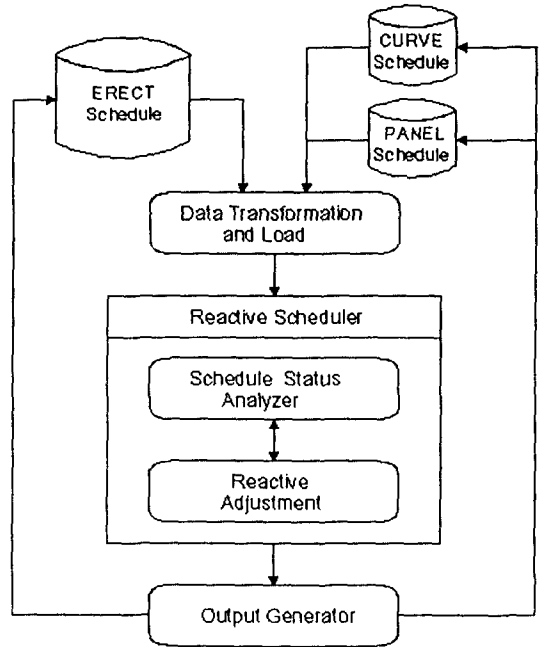 ERECT
Schedule
CURVE
Schedule
PANEL
Schedule
Data Transformation
and Load
Reactive Scheduler
Schedule Status
Analyzer
Reactive
Adjustment
Output Generator